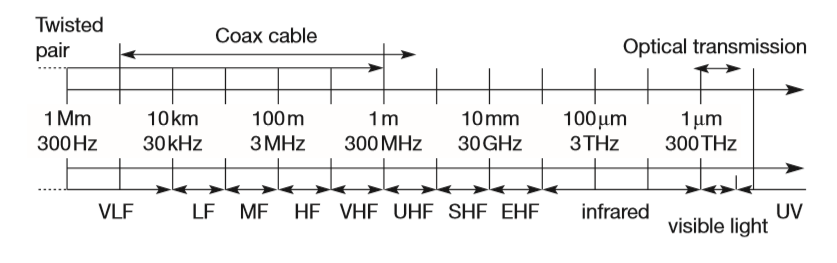 Twisted
pair
Coax cable
Optical transmission
1 Mm 10 km 100 m 1 m 10 mm 100 μm 1 μm
300 Hz 30 kHz 3 MHz 300 MHz 30 GHz 3 THz 300 THz
VLF LF MF HF VHF UHF SHF EHF infrared UV
visible light